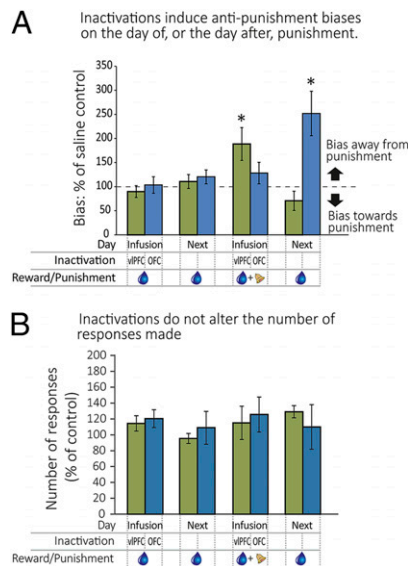 A
Inactivations induce anti-punishment biases
on the day of, or the day after, punishment.
Bias: % of saline control
350
300
250
200
150
100
50
0
*
*
Bias away from
punishment
Bias towards
punishment
Day Infusion Next Infusion Next
Inactivation vlPFC OFC vlPFC OFC
Reward/Punishment + 
B
Inactivations do not alter the number of
responses made
Number of responses
(% of control)
200
180
160
140
120
100
80
60
40
20
0
Day Infusion Next Infusion Next
Inactivation vlPFC OFC vlPFC OFC
Reward/Punishment +